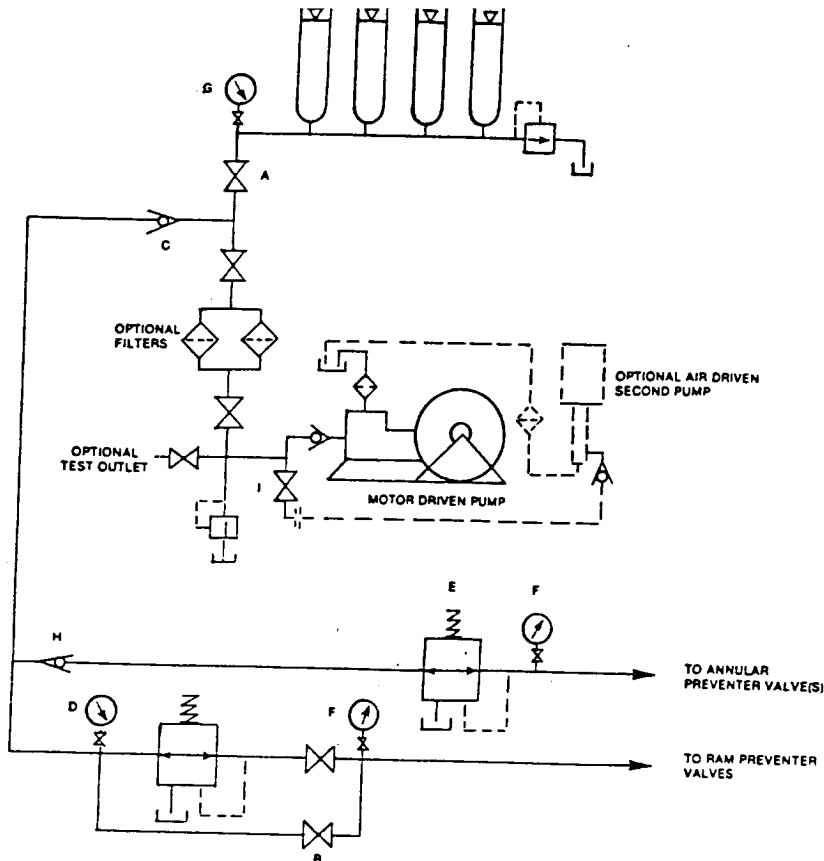 G
A
C
OPTIONAL
FILTERS
OPTIONAL AIR DRIVEN
SECOND PUMP
OPTIONAL
TEST OUTLET
I
MOTOR DRIVEN PUMP
E
F
H
TO ANNULAR
PREVENTER VALVE(S)
D
F
TO RAM PREVENTER
VALVES
B